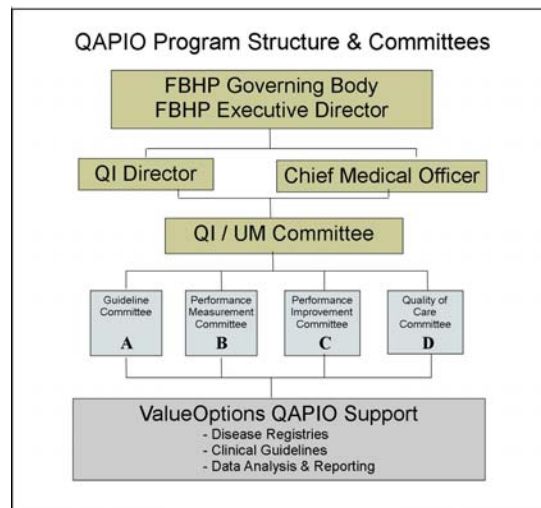 QAPIO Program Structure & Committees
FBHP Governing Body
FBHP Executive Director
QI Director
Chief Medical Officer
QI / UM Committee
Guideline
Committee
A
Performance
Measurement
Committee
B
Performance
Improvement
Committee
C
Quality of
Care
Committee
D
ValueOptions QAPIO Support
- Disease Registries
- Clinical Guidelines
- Data Analysis & Reporting